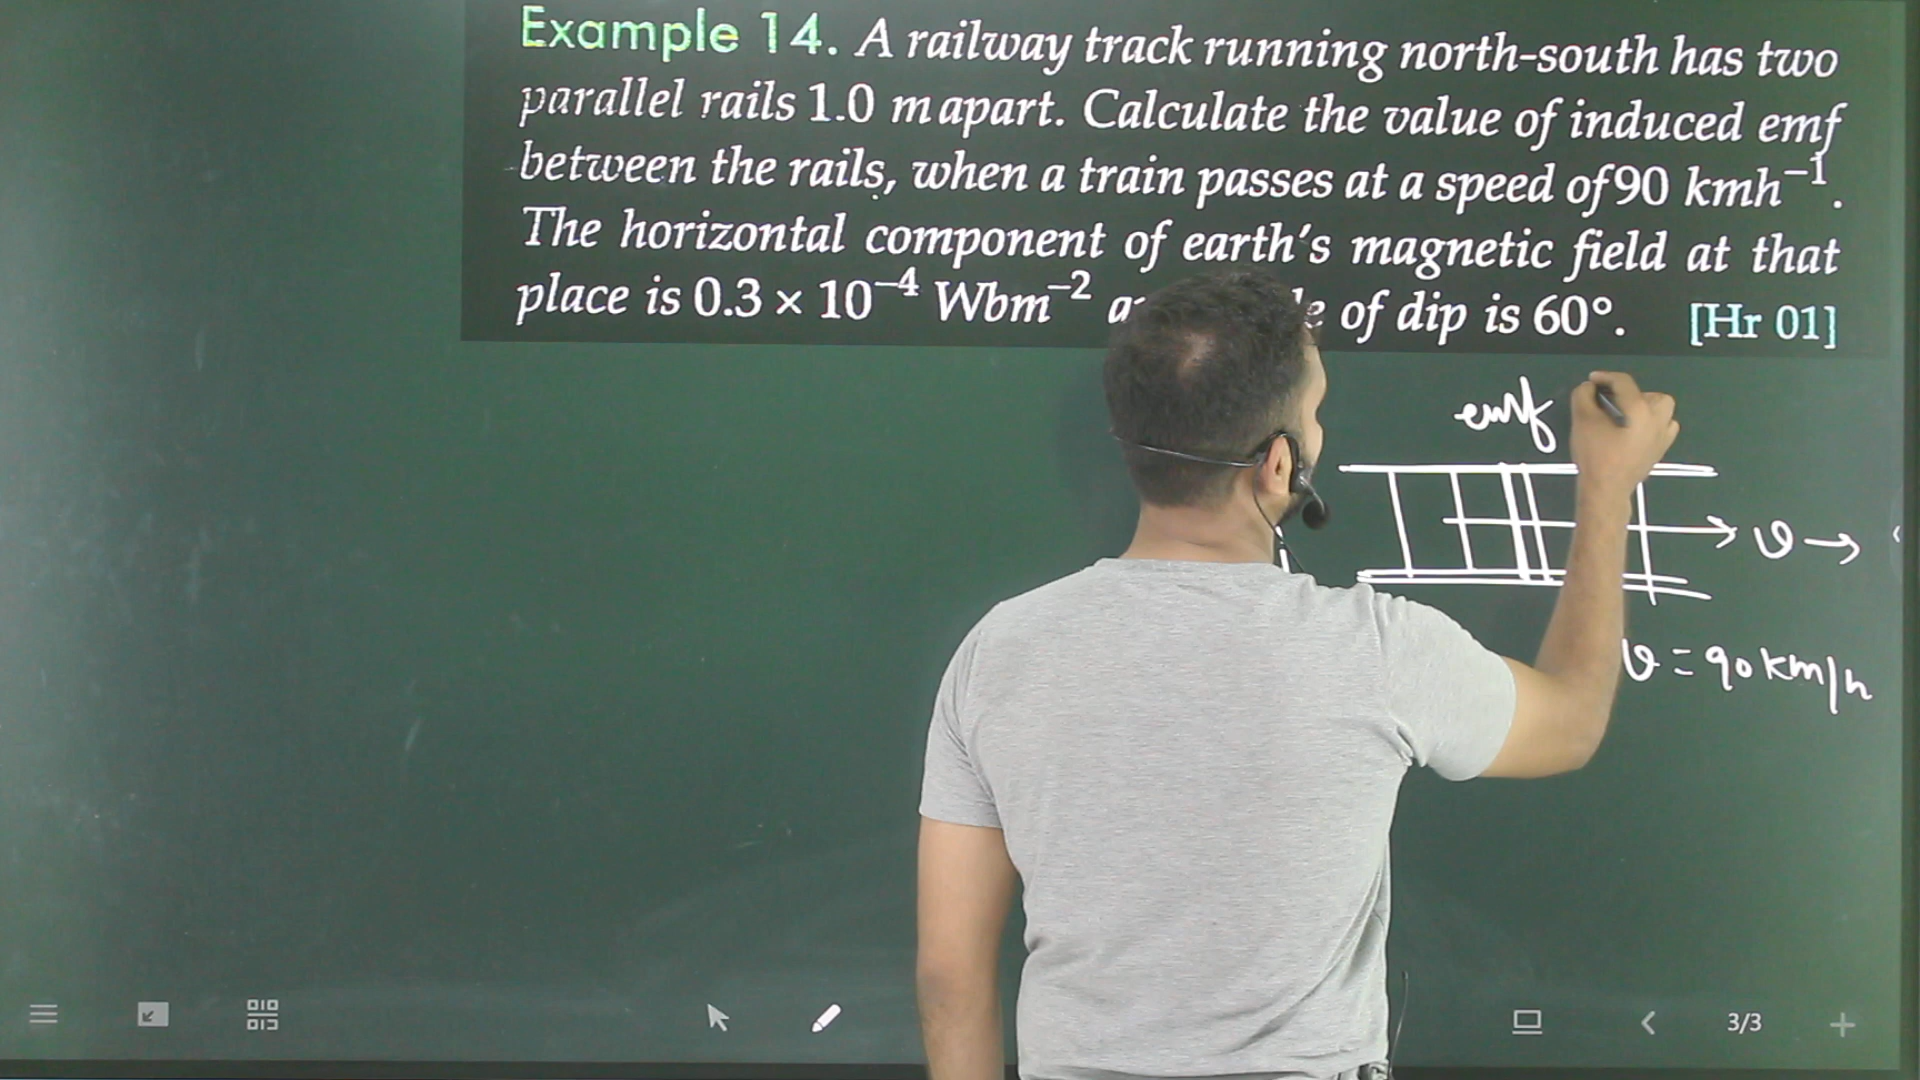 Example 14. A railway track running north-south has two
parallel rails 1.0 m apart. Calculate the value of induced emf
between the rails, when a train passes at a speed of 90 kmh⁻¹.
The horizontal component of earth's magnetic field at that
place is 0.3 × 10⁻⁴ Wbm⁻² of dip is 60°. [Hr 01]
emf
v →
v = 90 km/h
3/3